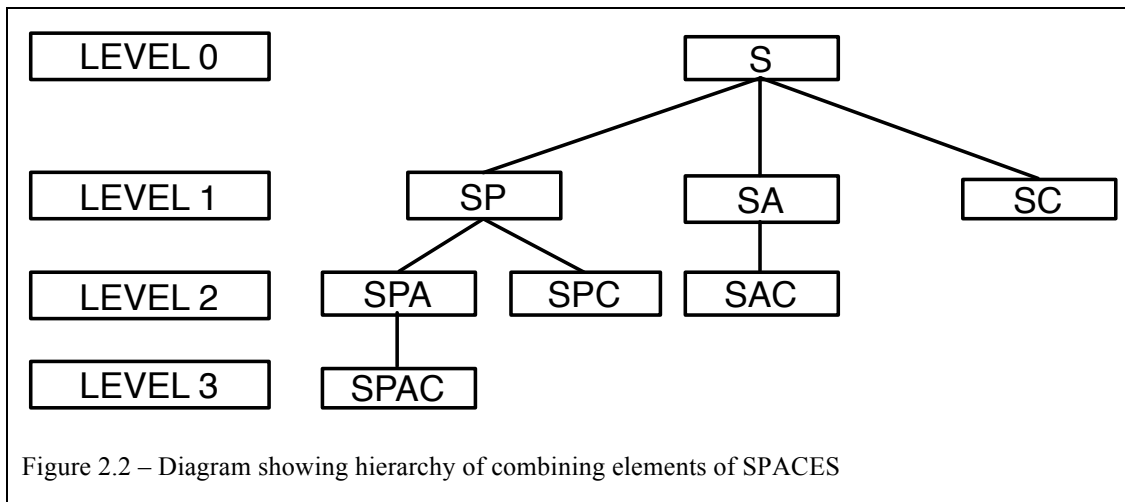 LEVEL 0
S
LEVEL 1
SP
SA
SC
LEVEL 2
SPA
SPC
SAC
LEVEL 3
SPAC
Figure 2.2 – Diagram showing hierarchy of combining elements of SPACES